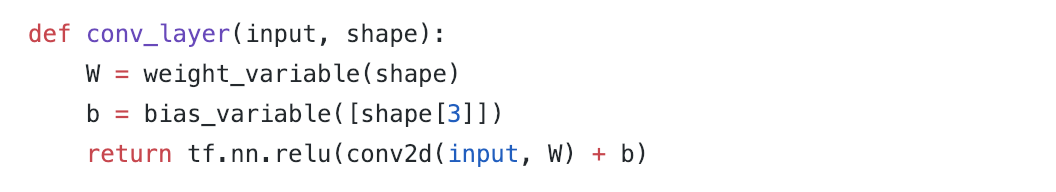 def conv_layer(input, shape):
    W = weight_variable(shape)
    b = bias_variable([shape[3]])
    return tf.nn.relu(conv2d(input, W) + b)